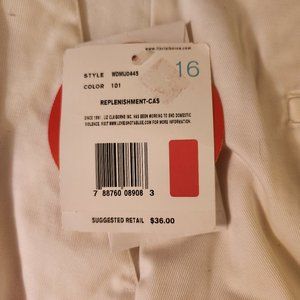 www.lizclaiborne.com
STYLE WDMU0445
16
COLOR 101
REPLENISHMENT-CAS
SINCE 1991, LIZ CLAIBORNE INC. HAS BEEN WORKING TO END DOMESTIC
VIOLENCE. VISIT WWW.LOVEISNOTABUSE.COM FOR MORE INFORMATION.
7 88760 08908 3
SUGGESTED RETAIL $36.00